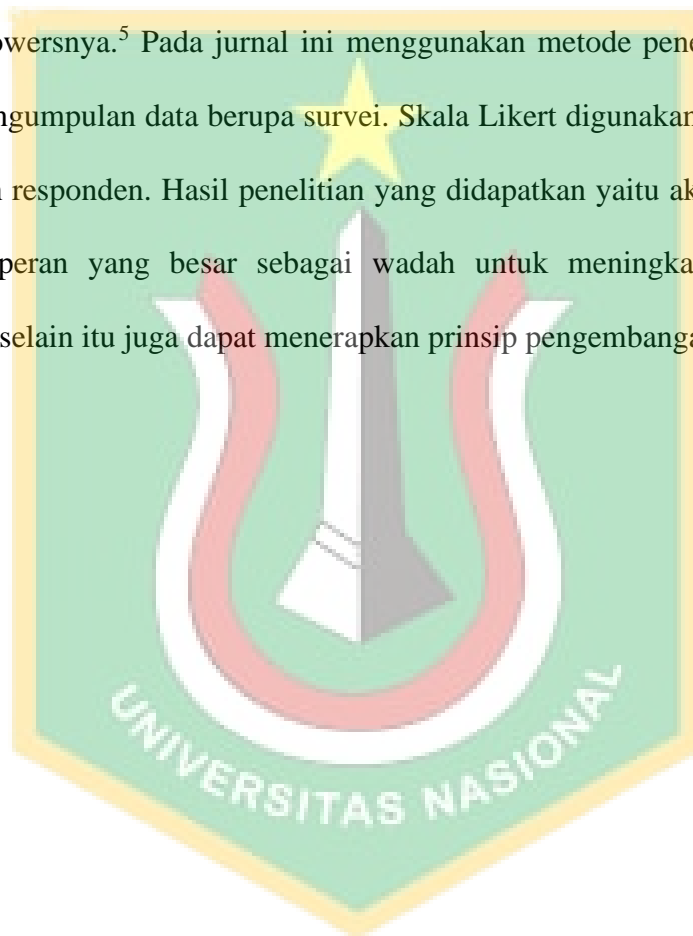 owersnya.⁵ Pada jurnal ini menggunakan metode pene
ngumpulan data berupa survei. Skala Likert digunakan
responden. Hasil penelitian yang didapatkan yaitu ak
peran yang besar sebagai wadah untuk meningka
selain itu juga dapat menerapkan prinsip pengembanga
UNIVERSITAS NASIONAL